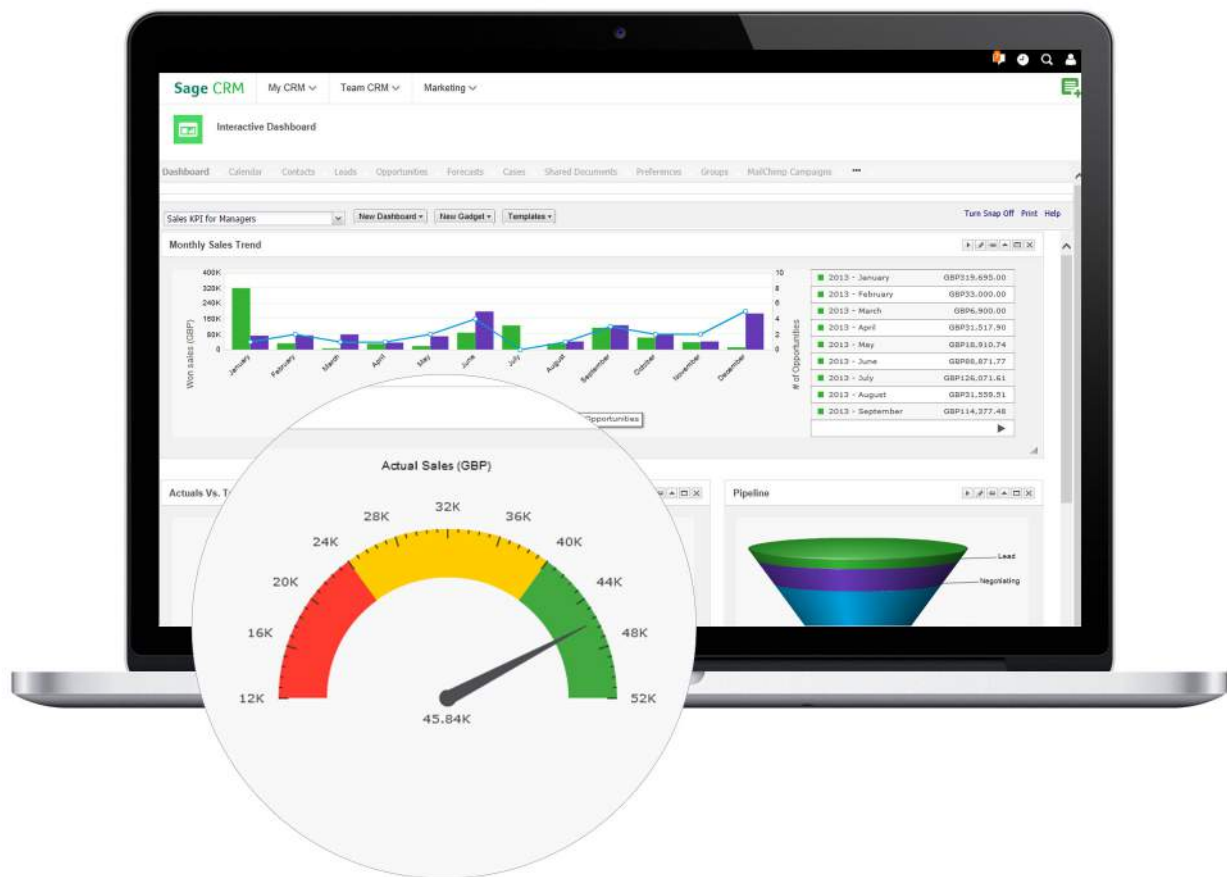 Sage CRM My CRM Team CRM Marketing
Interactive Dashboard
Dashboard Calendar Contacts Leads Opportunities Forecasts Cases Shared Documents Preferences Groups MailChimp Campaigns ...
Sales KPI for Managers New Dashboard New Gadget Templates Turn Snap Off Print Help
Monthly Sales Trend
Won sales (GBP)
400K
320K
240K
160K
80K
0
10
8
6
4
2
0
# of Opportunities
January February March April May June July August September October November December
Opportunities
2013 - January GBP319,695.00
2013 - February GBP33,000.00
2013 - March GBP6,900.00
2013 - April GBP31,517.90
2013 - May GBP18,910.74
2013 - June GBP86,871.77
2013 - July GBP126,071.61
2013 - August GBP31,559.51
2013 - September GBP114,377.48
Actuals Vs.
Actual Sales (GBP)
12K
16K
20K
24K
28K
32K
36K
40K
44K
48K
52K
45.84K
Pipeline
Lead
Negotiating